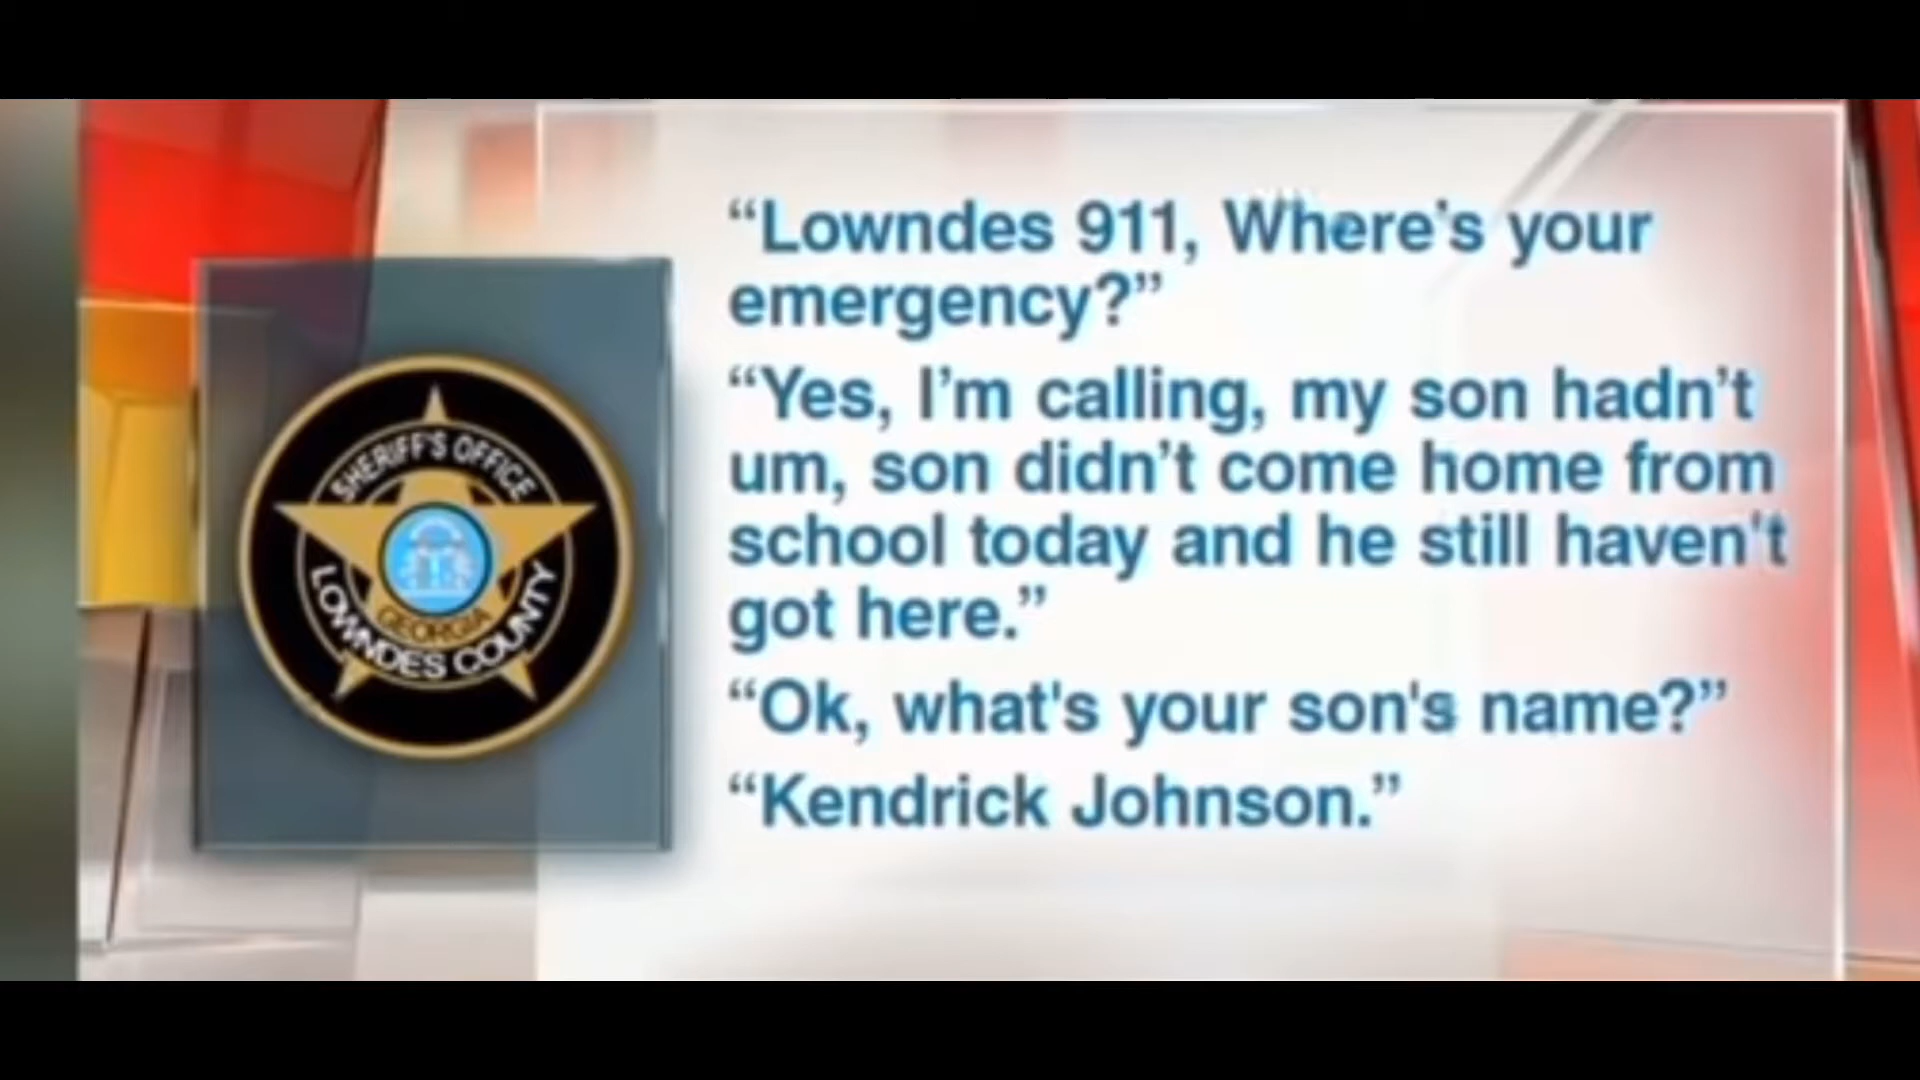 “Lowndes 911, Where's your
emergency?”
“Yes, I’m calling, my son hadn’t
um, son didn’t come home from
school today and he still haven't
got here.”
“Ok, what's your son's name?”
“Kendrick Johnson.”
SHERIFF'S OFFICE
GEORGIA
LOWNDES COUNTY